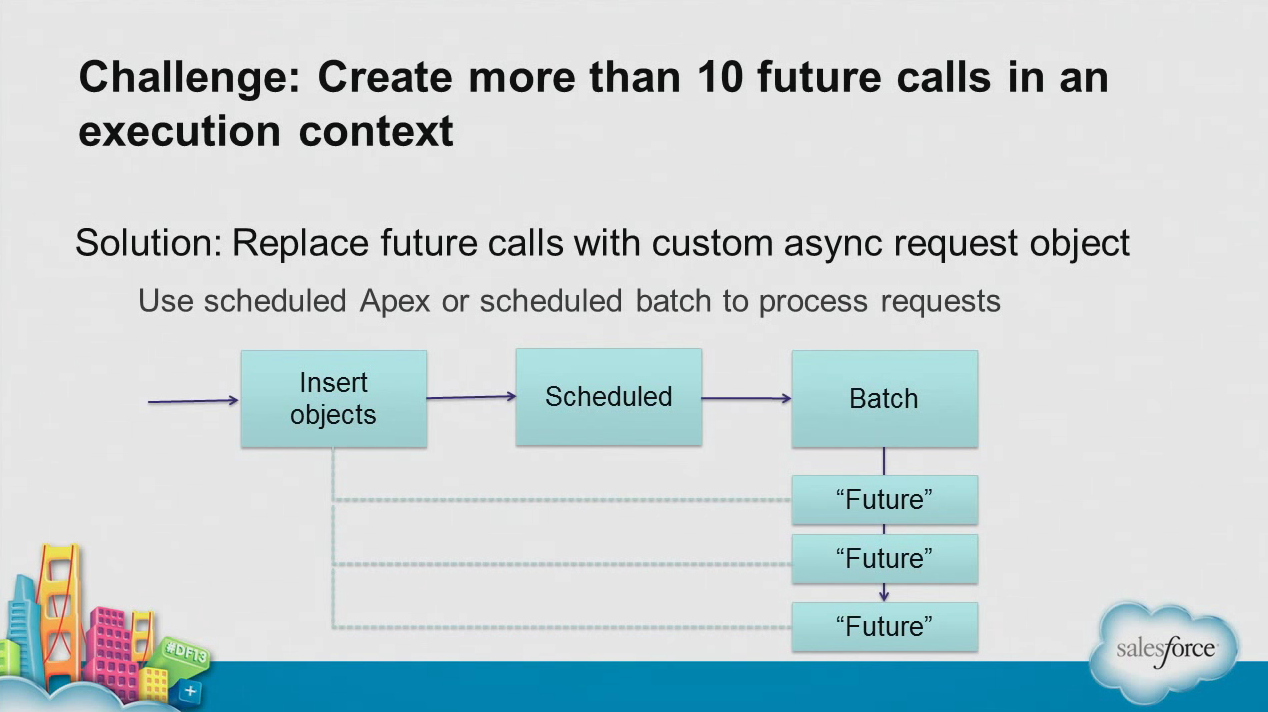 Challenge: Create more than 10 future calls in an
execution context
Solution: Replace future calls with custom async request object
Use scheduled Apex or scheduled batch to process requests
Insert
objects
Scheduled
Batch
“Future”
“Future”
“Future”
#DF13
+
salesforce